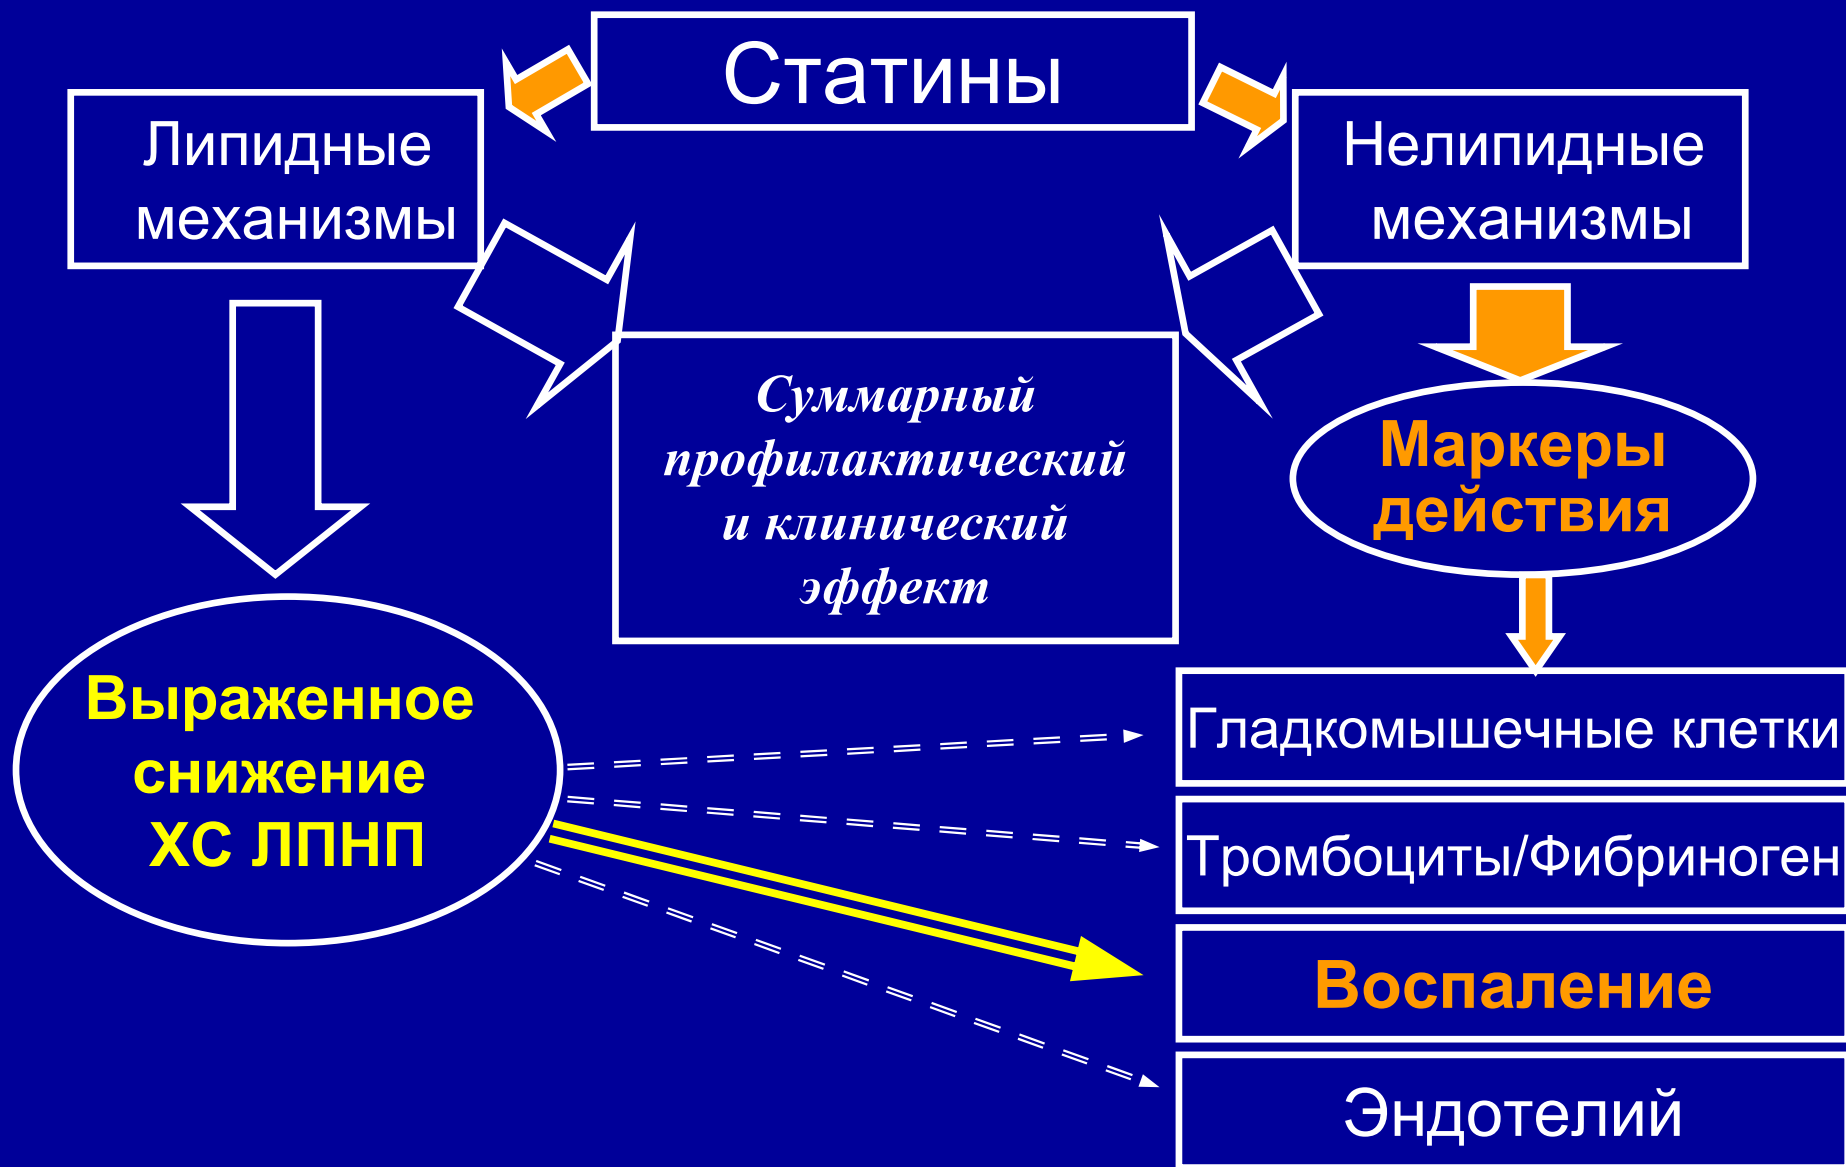 Статины
Липидные
механизмы
Нелипидные
механизмы
Суммарный
профилактический
и клинический
эффект
Маркеры
действия
Выраженное
снижение
ХС ЛПНП
Гладкомышечные клетки
Тромбоциты/Фибриноген
Воспаление
Эндотелий